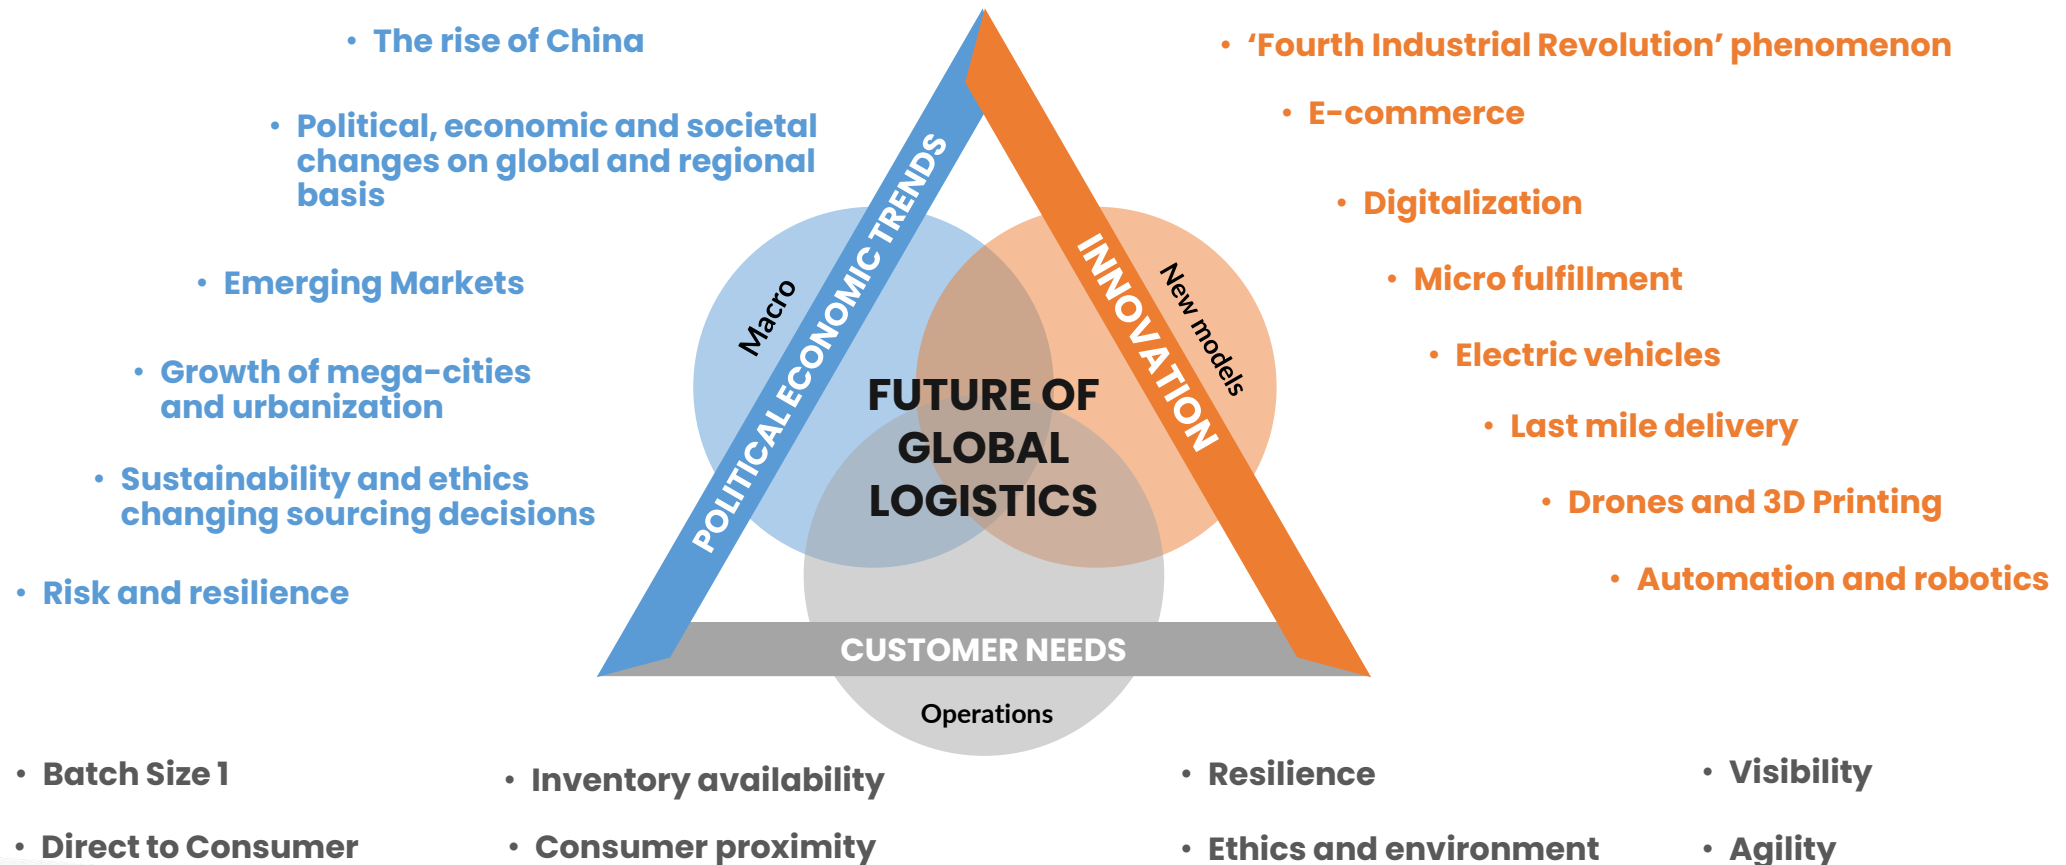 • The rise of China
• Political, economic and societal
changes on global and regional
basis
• Emerging Markets
• Growth of mega-cities
and urbanization
• Sustainability and ethics
changing sourcing decisions
• Risk and resilience
POLITICAL ECONOMIC TRENDS
Macro
FUTURE OF
GLOBAL
LOGISTICS
INNOVATION
New models
CUSTOMER NEEDS
Operations
• ‘Fourth Industrial Revolution’ phenomenon
• E-commerce
• Digitalization
• Micro fulfillment
• Electric vehicles
• Last mile delivery
• Drones and 3D Printing
• Automation and robotics
• Batch Size 1
• Direct to Consumer
• Inventory availability
• Consumer proximity
• Resilience
• Ethics and environment
• Visibility
• Agility